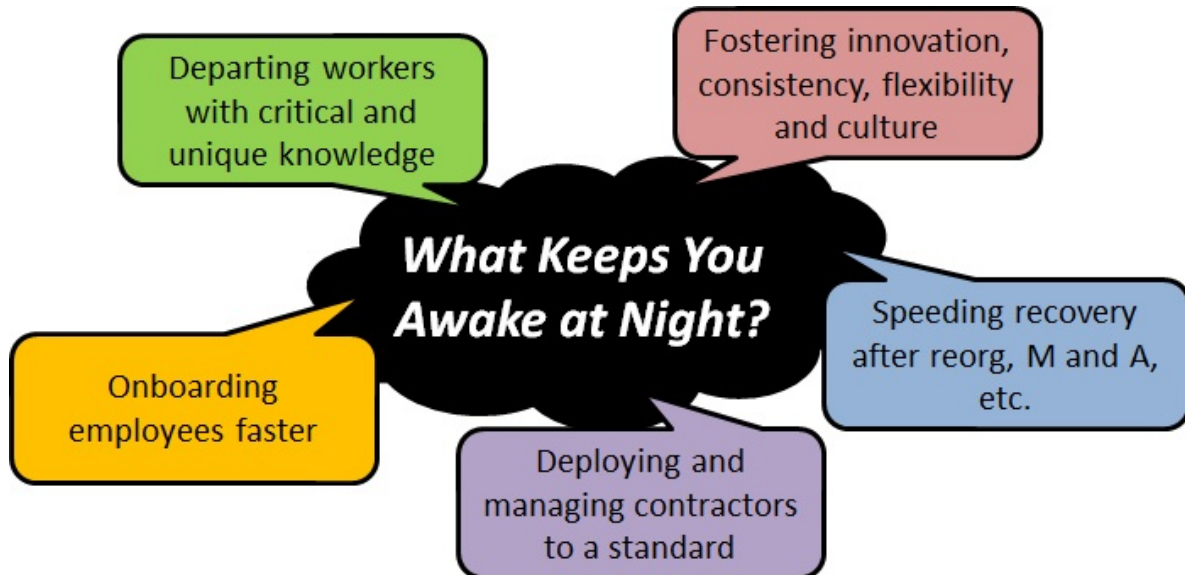 Departing workers
with critical and
unique knowledge
Fostering innovation,
consistency, flexibility
and culture
What Keeps You
Awake at Night?
Speeding recovery
after reorg, M and A,
etc.
Onboarding
employees faster
Deploying and
managing contractors
to a standard